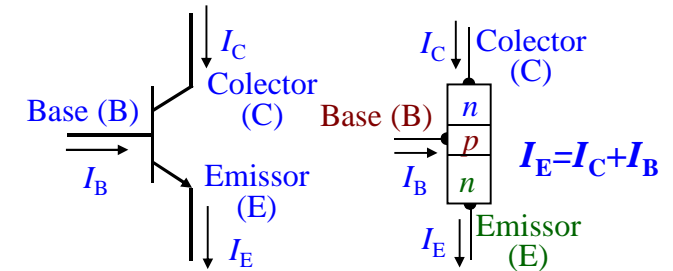 I_C
Colector
(C)
Base (B)
I_B
Emissor
(E)
I_E
I_C
Colector
(C)
n
Base (B)
p
I_B
n
I_E=I_C+I_B
Emissor
(E)
I_E